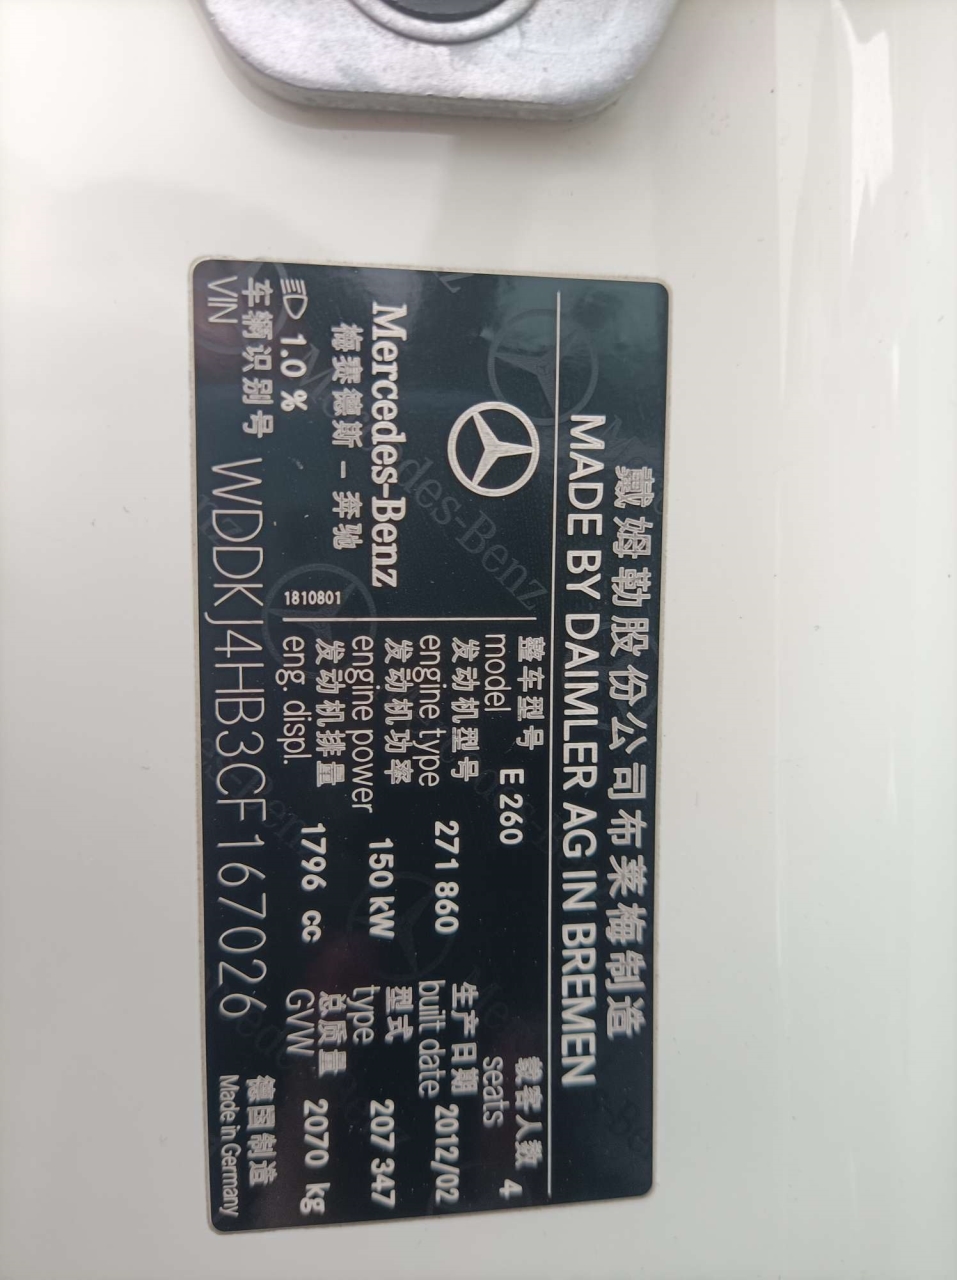 戴姆勒股份公司布莱梅制造
MADE BY DAIMLER AG IN BREMEN
Mercedes-Benz
梅赛德斯－奔驰
1.0 %
1810801
整车型号
model E 260
载客人数
seats 4
发动机型号
engine type 271 860
生产日期
built date 2012/02
发动机功率
engine power 150 kW
型式
type 207 347
发动机排量
eng. displ. 1796 cc
总质量
GVW 2070 kg
车辆识别号
VIN WDDKJ4HB3CF167026
德国制造
Made in Germany